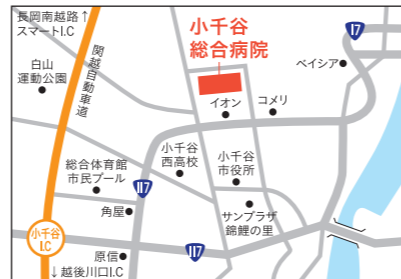 長岡南越路↑
スマートI.C
関越自動車道
白山
運動公園
小千谷
総合病院
17
ベイシア
イオン
コメリ
総合体育館
市民プール
117
小千谷
西高校
小千谷
市役所
角屋
サンプラザ
錦鯉の里
小千谷
I.C
原信
117
↓越後川口I.C